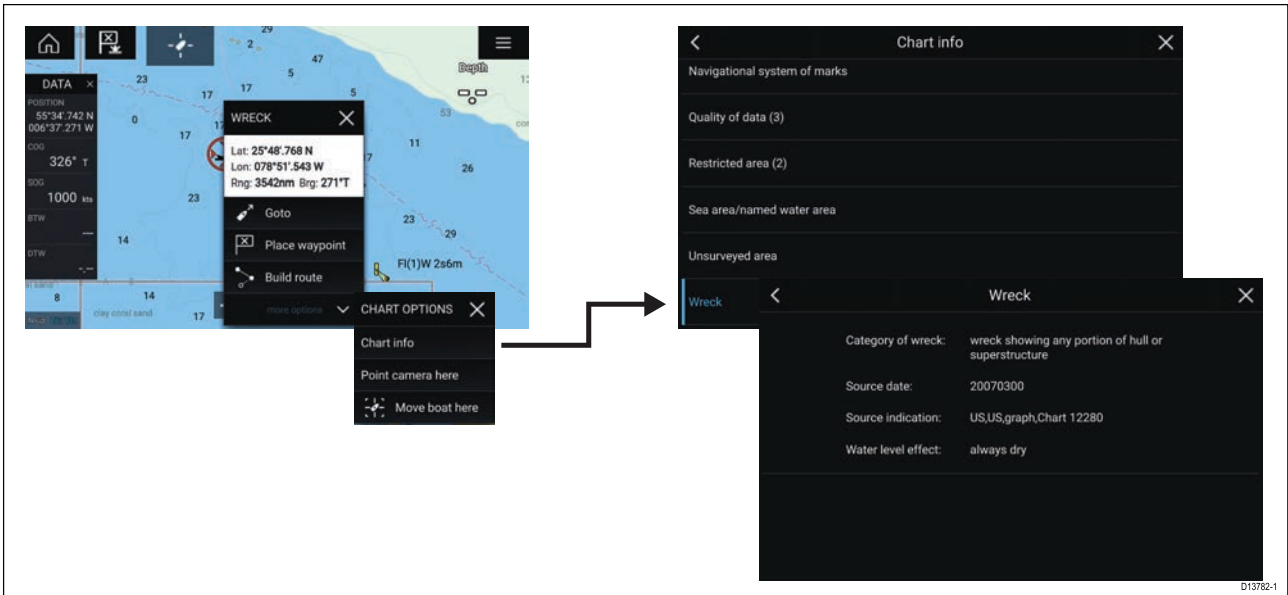 29
2
47
5
Depth
23
17
17
5
0
17
53
11
26
23
14
23
29
Fl(1)W 2s6m
8
14
clay coral sand
17
DATA ×
POSITION
55°34'.742 N
006°37.271 W
COG
326° T
SOG
1000 kts
BTW
---
DTW
-.--
WRECK
Lat: 25°48'.768 N
Lon: 078°51'.543 W
Rng: 3542nm Brg: 271°T
Goto
Place waypoint
Build route
more options
CHART OPTIONS
Chart info
Point camera here
Move boat here
Chart info
Navigational system of marks
Quality of data (3)
Restricted area (2)
Sea area/named water area
Unsurveyed area
Wreck
Wreck
Category of wreck: wreck showing any portion of hull or
superstructure
Source date: 20070300
Source indication: US,US,graph,Chart 12280
Water level effect: always dry
D13782-1